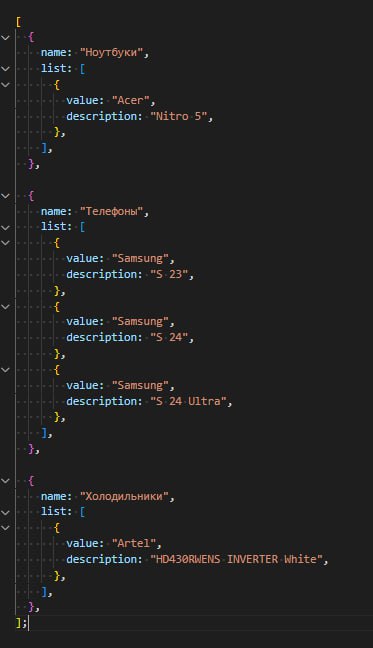 [
{
name: "Ноутбуки",
list: [
{
value: "Acer",
description: "Nitro 5",
},
],
},
{
name: "Телефоны",
list: [
{
value: "Samsung",
description: "S 23",
},
{
value: "Samsung",
description: "S 24",
},
{
value: "Samsung",
description: "S 24 Ultra",
},
],
},
{
name: "Холодильники",
list: [
{
value: "Artel",
description: "HD430RWENS INVERTER White",
},
],
},
];